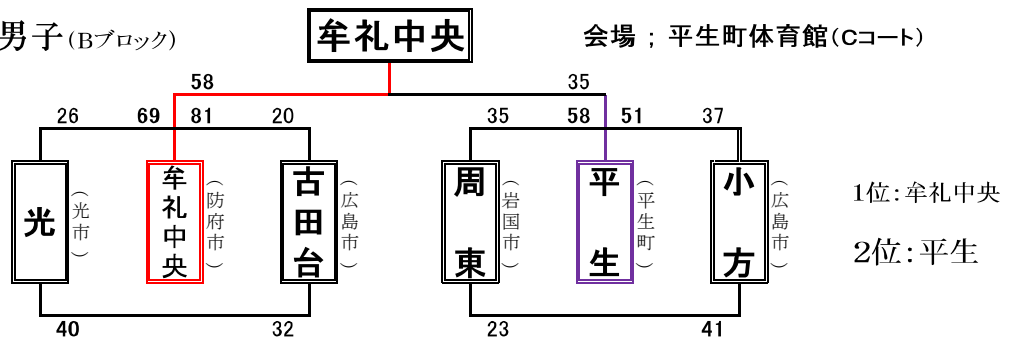 男子(Bブロック)
牟礼中央
会場 ; 平生町体育館(Cコート)
58
35
26
69
81
20
35
58
51
37
光
(光市)
牟礼中央
(防府市)
古田台
(広島市)
周東
(岩国市)
平生
(平生町)
小方
(広島市)
1位:牟礼中央
2位:平生
40
32
23
41